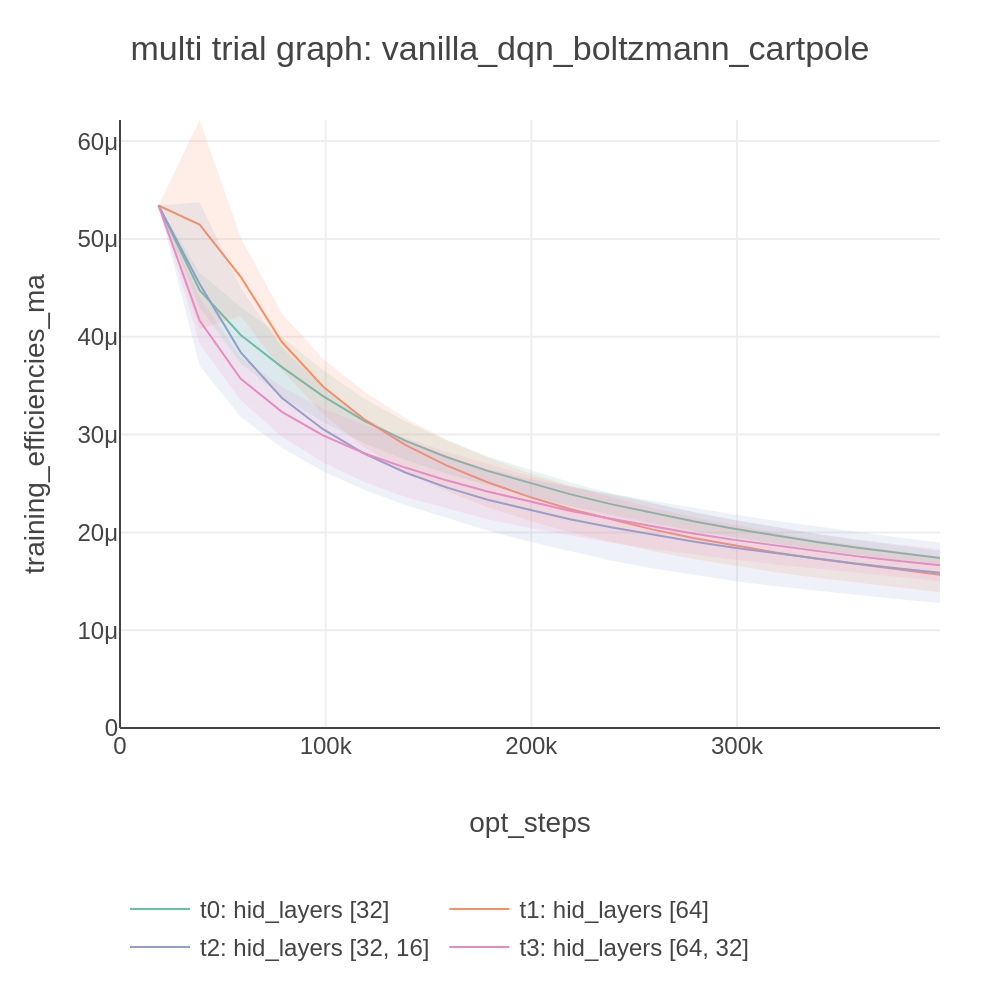 multi trial graph: vanilla_dqn_boltzmann_cartpole
training_efficiencies_ma
60μ
50μ
40μ
30μ
20μ
10μ
0
0 100k 200k 300k
opt_steps
t0: hid_layers [32] t1: hid_layers [64]
t2: hid_layers [32, 16] t3: hid_layers [64, 32]